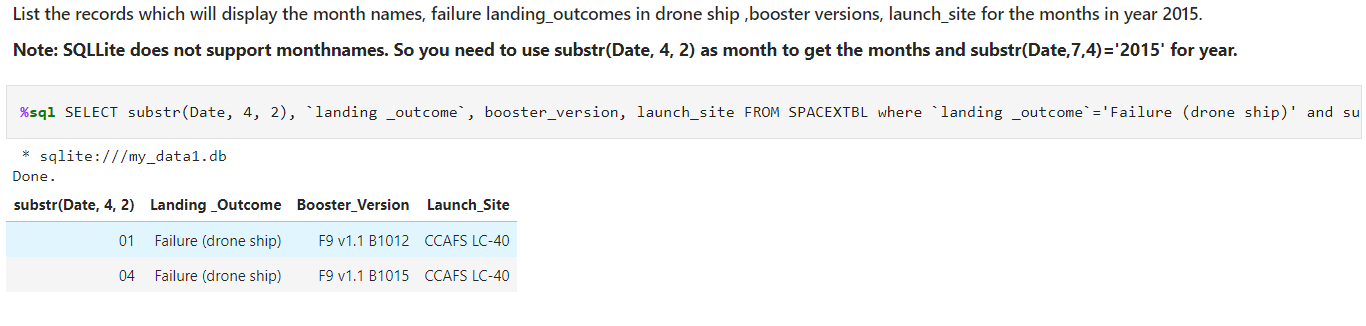 List the records which will display the month names, failure landing_outcomes in drone ship ,booster versions, launch_site for the months in year 2015.
Note: SQLLite does not support monthnames. So you need to use substr(Date, 4, 2) as month to get the months and substr(Date,7,4)='2015' for year.
%sql SELECT substr(Date, 4, 2), `landing _outcome`, booster_version, launch_site FROM SPACEXTBL where `landing _outcome`='Failure (drone ship)' and su
* sqlite:///my_data1.db
Done.
substr(Date, 4, 2) Landing _Outcome Booster_Version Launch_Site
01 Failure (drone ship) F9 v1.1 B1012 CCAFS LC-40
04 Failure (drone ship) F9 v1.1 B1015 CCAFS LC-40